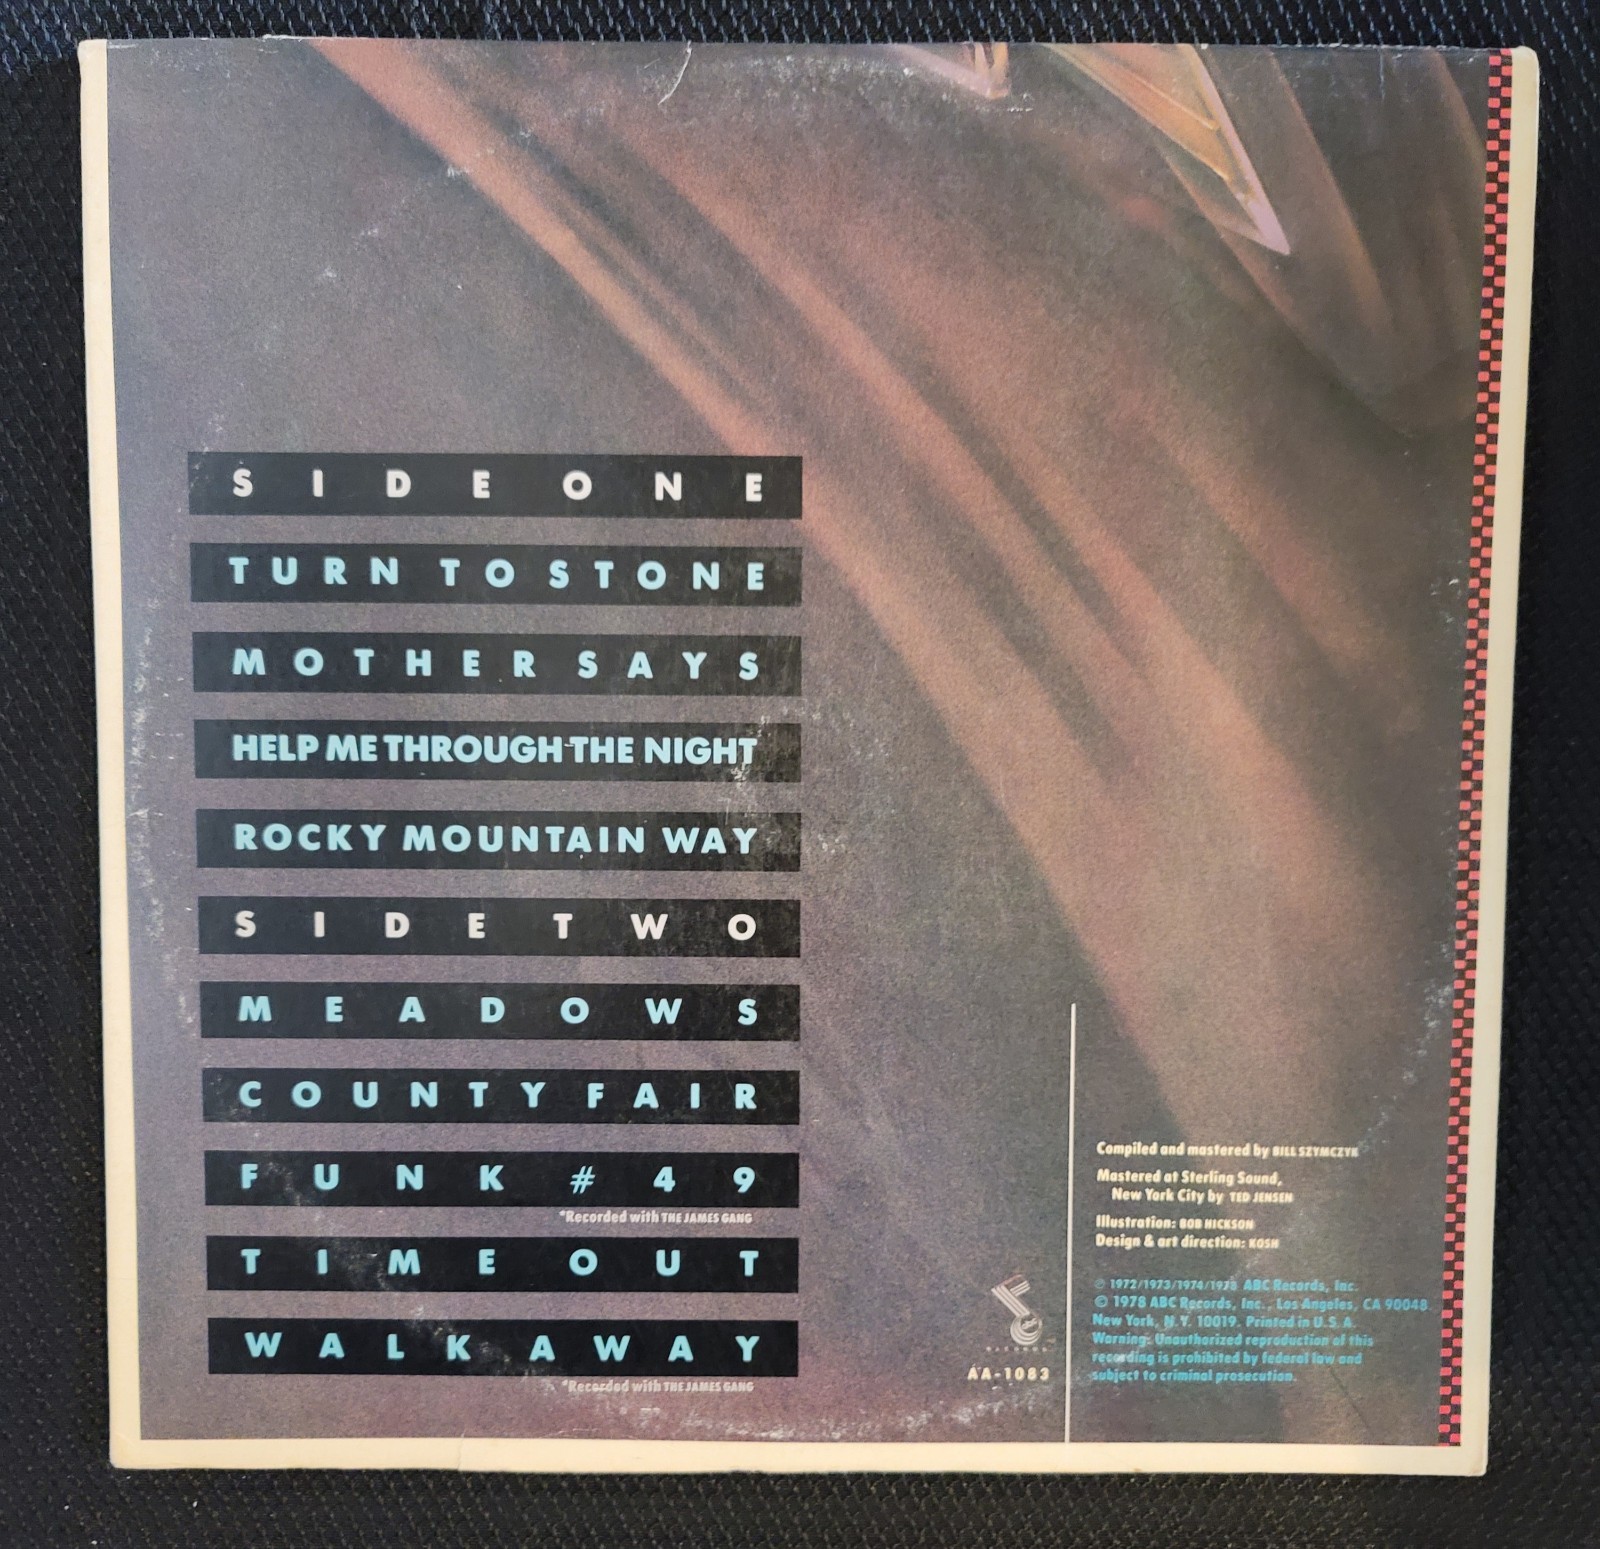 SIDE ONE
TURN TO STONE
MOTHER SAYS
HELP ME THROUGH THE NIGHT
ROCKY MOUNTAIN WAY
SIDE TWO
MEADOWS
COUNTY FAIR
FUNK #49
*Recorded with THE JAMES GANG
TIME OUT
WALK AWAY
*Recorded with THE JAMES GANG
RECORDS
AA-1083
Compiled and mastered by BILL SZYMCZYK
Mastered at Sterling Sound,
New York City by TED JENSEN
Illustration: BOB HICKSON
Design & art direction: KOSH
℗ 1972/1973/1974/1978 ABC Records, Inc.
© 1978 ABC Records, Inc., Los Angeles, CA 90048
New York, N.Y. 10019. Printed in U.S.A.
Warning: Unauthorized reproduction of this
recording is prohibited by federal law and
subject to criminal prosecution.